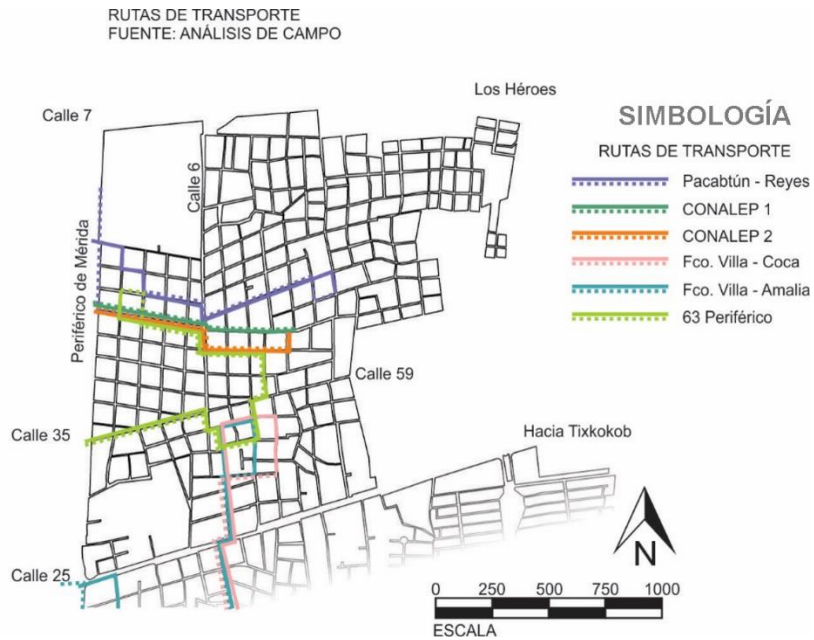 RUTAS DE TRANSPORTE
FUENTE: ANÁLISIS DE CAMPO
Los Héroes
Calle 7
SIMBOLOGÍA
RUTAS DE TRANSPORTE
Calle 6
Pacabtún - Reyes
CONALEP 1
CONALEP 2
Periférico de Mérida
Fco. Villa - Coca
Fco. Villa - Amalia
63 Periférico
Calle 59
Calle 35
Hacia Tixkokob
Calle 25
N
0 250 500 750 1000
ESCALA